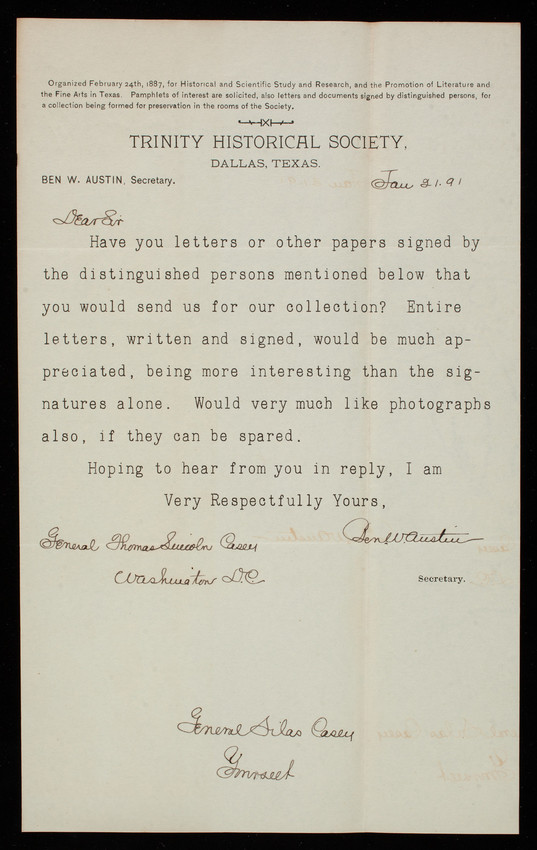 Organized February 24th, 1887, for Historical and Scientific Study and Research, and the Promotion of Literature and
the Fine Arts in Texas. Pamphlets of interest are solicited, also letters and documents signed by distinguished persons, for
a collection being formed for preservation in the rooms of the Society.
TRINITY HISTORICAL SOCIETY,
DALLAS, TEXAS.
BEN W. AUSTIN, Secretary.
Jan 21. 91
Dear Sir
Have you letters or other papers signed by
the distinguished persons mentioned below that
you would send us for our collection? Entire
letters, written and signed, would be much ap-
preciated, being more interesting than the sig-
natures alone. Would very much like photographs
also, if they can be spared.
Hoping to hear from you in reply, I am
Very Respectfully Yours,
General Thomas Lincoln Casey
Ben W Austin
Washington D.C.
Secretary.
General Silas Casey
Yourself